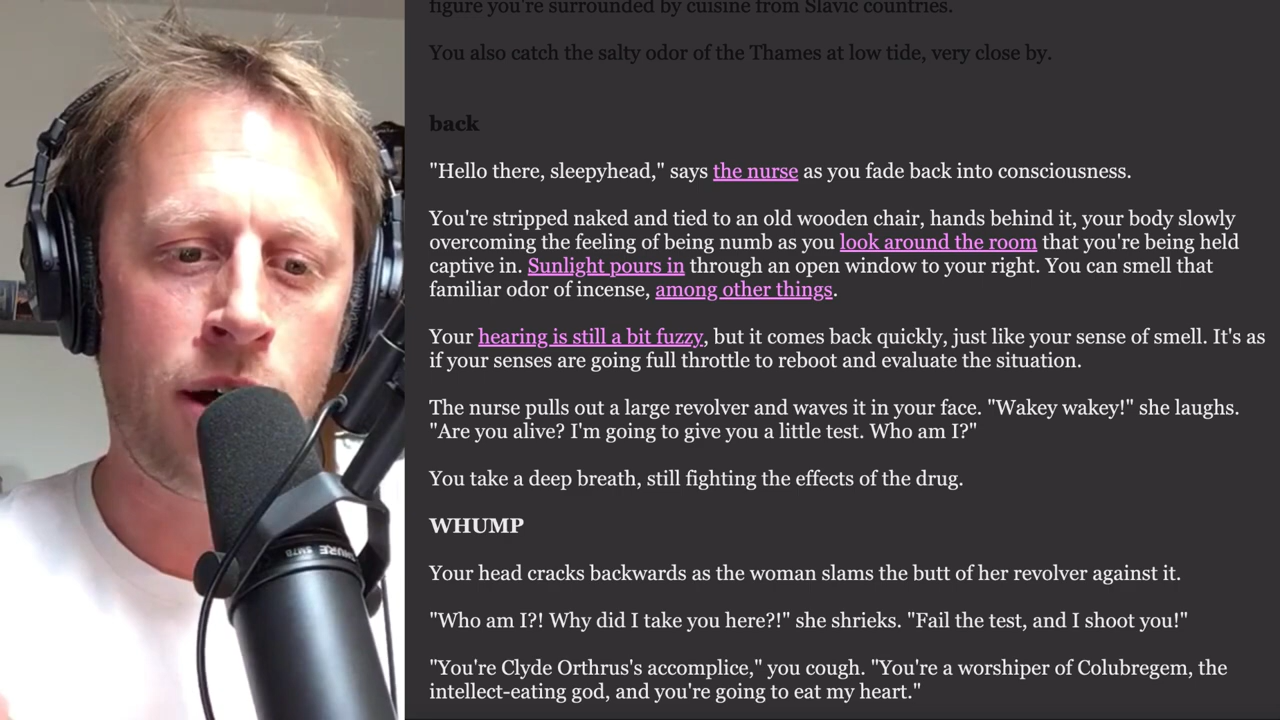 figure you're surrounded by cuisine from Slavic countries.
You also catch the salty odor of the Thames at low tide, very close by.
back
"Hello there, sleepyhead," says the nurse as you fade back into consciousness.
You're stripped naked and tied to an old wooden chair, hands behind it, your body slowly
overcoming the feeling of being numb as you look around the room that you're being held
captive in. Sunlight pours in through an open window to your right. You can smell that
familiar odor of incense, among other things.
Your hearing is still a bit fuzzy, but it comes back quickly, just like your sense of smell. It's as
if your senses are going full throttle to reboot and evaluate the situation.
The nurse pulls out a large revolver and waves it in your face. "Wakey wakey!" she laughs.
"Are you alive? I'm going to give you a little test. Who am I?"
You take a deep breath, still fighting the effects of the drug.
WHUMP
Your head cracks backwards as the woman slams the butt of her revolver against it.
"Who am I?! Why did I take you here?!" she shrieks. "Fail the test, and I shoot you!"
"You're Clyde Orthrus's accomplice," you cough. "You're a worshiper of Colubregem, the
intellect-eating god, and you're going to eat my heart."
SM7B SHURE